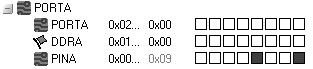 PORTA
PORTA 0x02... 0x00
DDRA 0x01... 0x00
PINA 0x00... 0x09